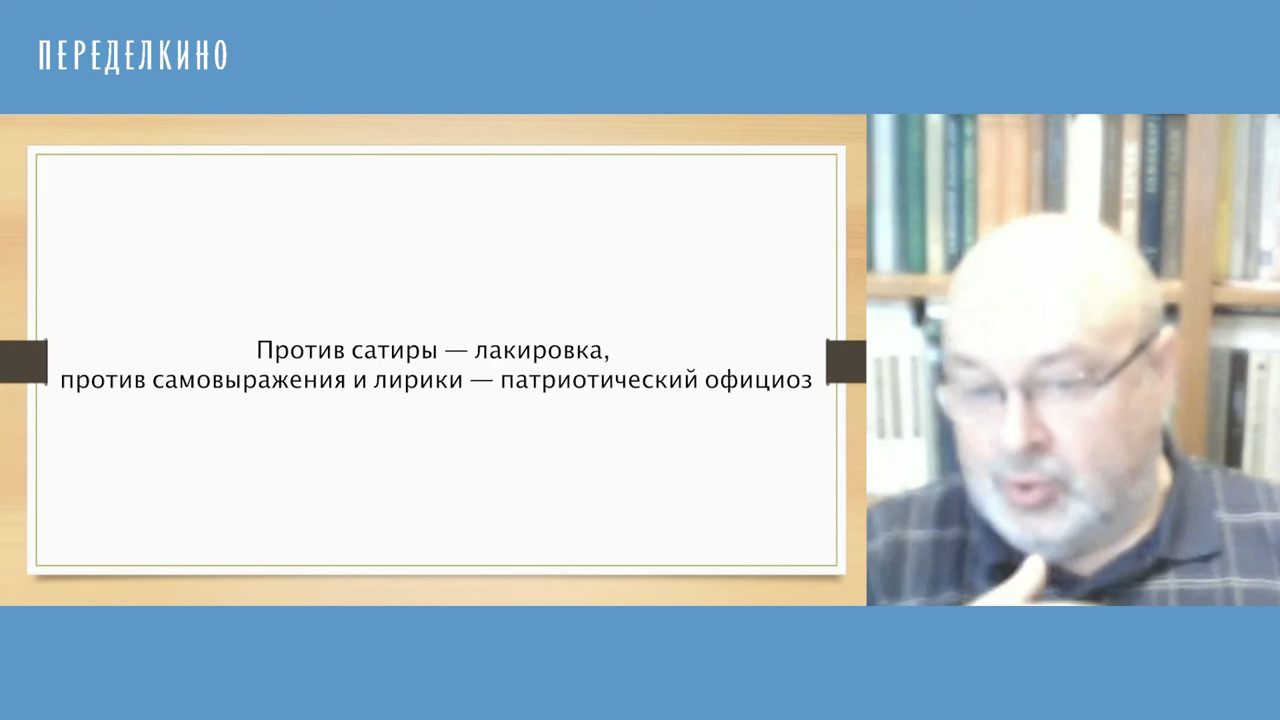 ПЕРЕДЕЛКИНО
Против сатиры — лакировка,
против самовыражения и лирики — патриотический официоз